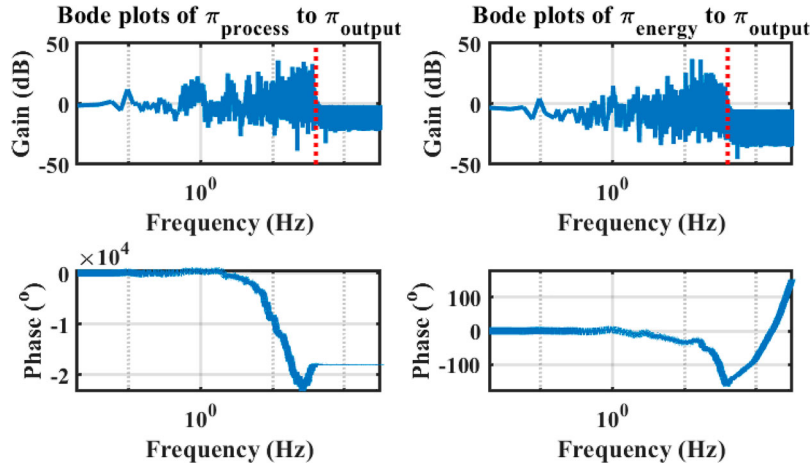 Bode plots of π_process to π_output
50
0
-50
Gain (dB)
10^0
Frequency (Hz)
Bode plots of π_energy to π_output
50
0
-50
Gain (dB)
10^0
Frequency (Hz)
×10^4
0
-1
-2
Phase (°)
10^0
Frequency (Hz)
100
0
-100
Phase (°)
10^0
Frequency (Hz)